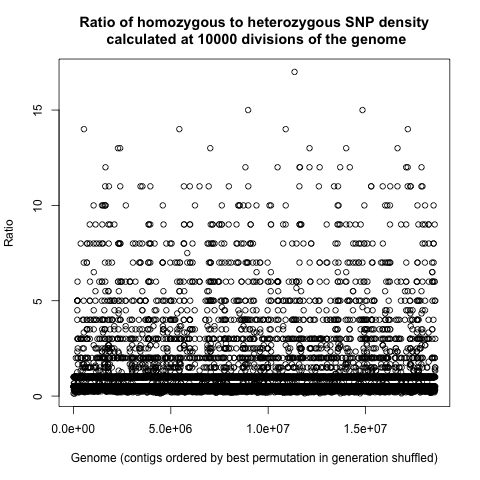 Ratio of homozygous to heterozygous SNP density
calculated at 10000 divisions of the genome
Ratio
15
10
5
0
0.0e+00 5.0e+06 1.0e+07 1.5e+07
Genome (contigs ordered by best permutation in generation shuffled)